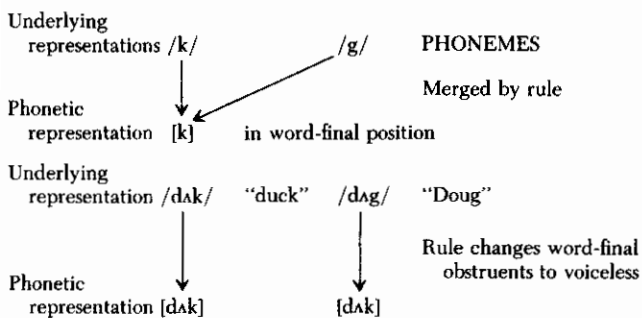 Underlying
representations /k/ /g/ PHONEMES
Merged by rule
Phonetic
representation [k] in word-final position
Underlying
representation /dʌk/ “duck” /dʌg/ “Doug”
Rule changes word-final
obstruents to voiceless
Phonetic
representation [dʌk] {dʌk]